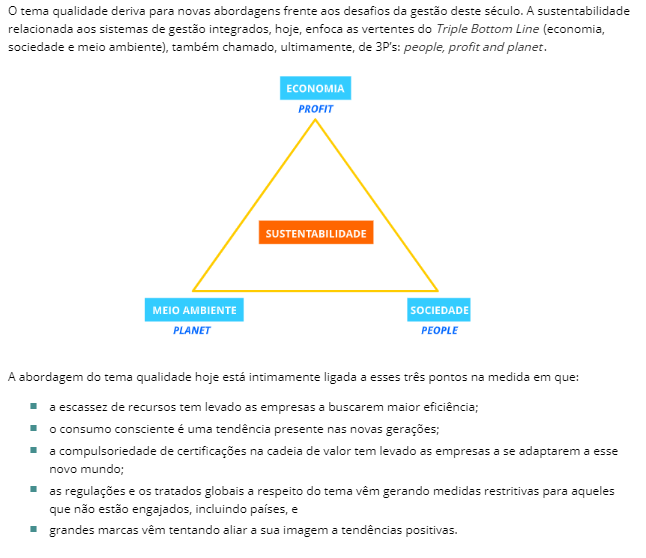 O tema qualidade deriva para novas abordagens frente aos desafios da gestão deste século. A sustentabilidade
relacionada aos sistemas de gestão integrados, hoje, enfoca as vertentes do Triple Bottom Line (economia,
sociedade e meio ambiente), também chamado, ultimamente, de 3P's: people, profit and planet.
ECONOMIA
PROFIT
SUSTENTABILIDADE
MEIO AMBIENTE
PLANET
SOCIEDADE
PEOPLE
A abordagem do tema qualidade hoje está intimamente ligada a esses três pontos na medida em que:
a escassez de recursos tem levado as empresas a buscarem maior eficiência;
o consumo consciente é uma tendência presente nas novas gerações;
a compulsoriedade de certificações na cadeia de valor tem levado as empresas a se adaptarem a esse
novo mundo;
as regulações e os tratados globais a respeito do tema vêm gerando medidas restritivas para aqueles
que não estão engajados, incluindo países, e
grandes marcas vêm tentando aliar a sua imagem a tendências positivas.